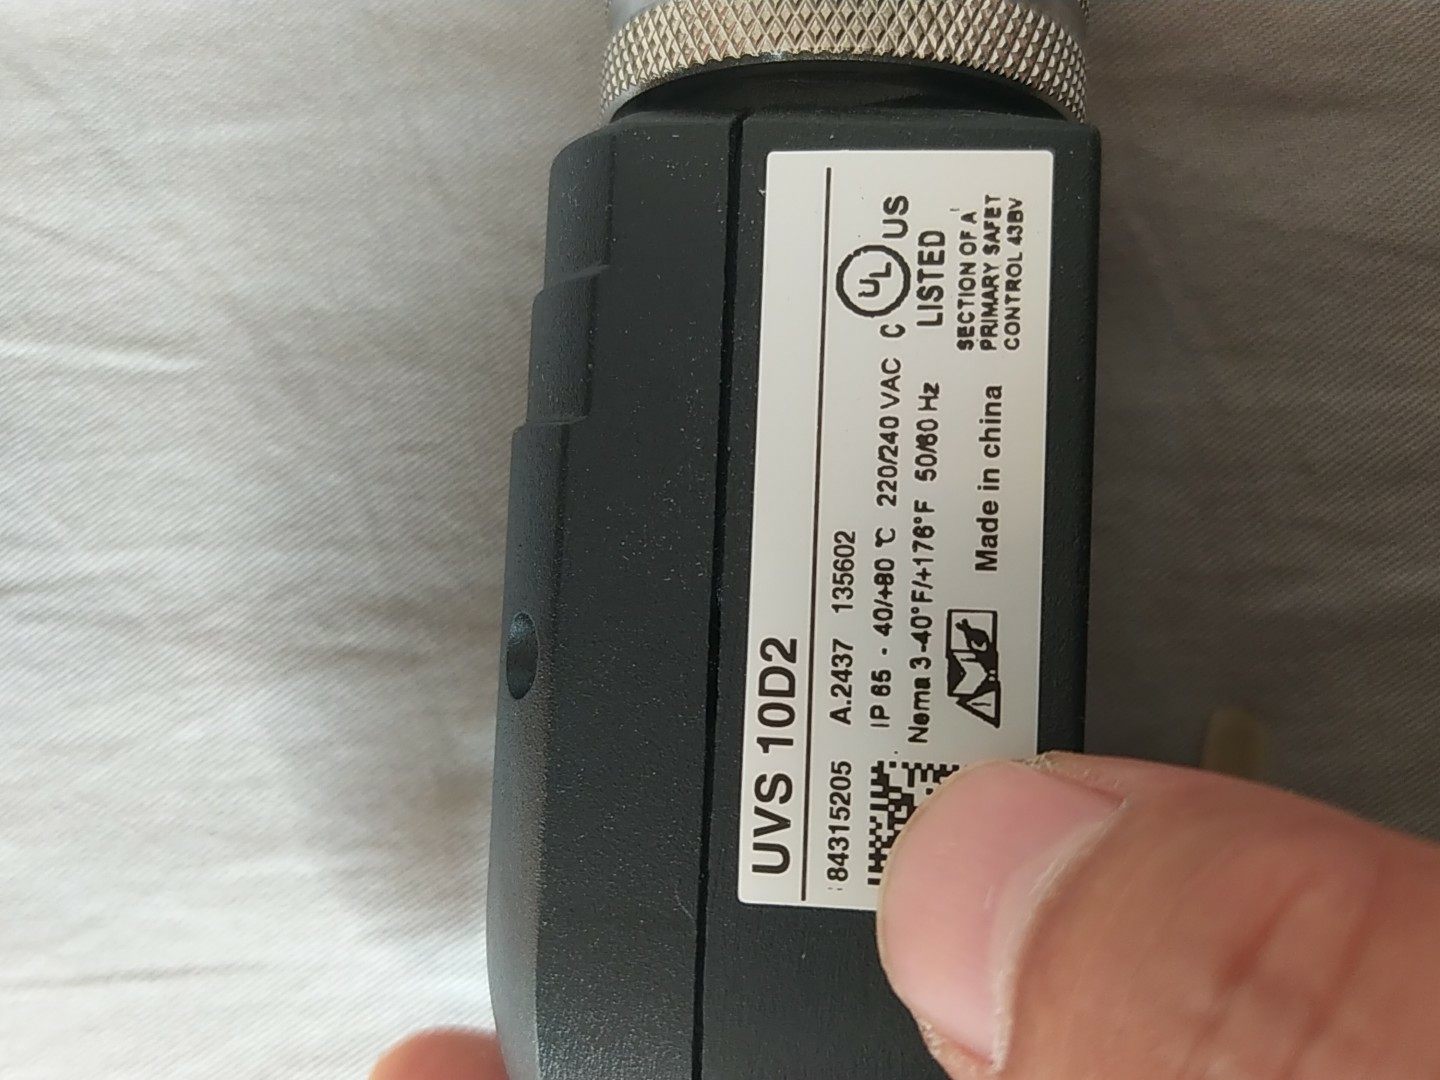 UVS 10D2
84315205 A.2437 135602
IP 65 - 40/+80 ℃ 220/240 VAC
Nema 3 -40°F/+176°F 50/60 Hz
Made in china
C UL US
LISTED
SECTION OF A
PRIMARY SAFET
CONTROL 43BV